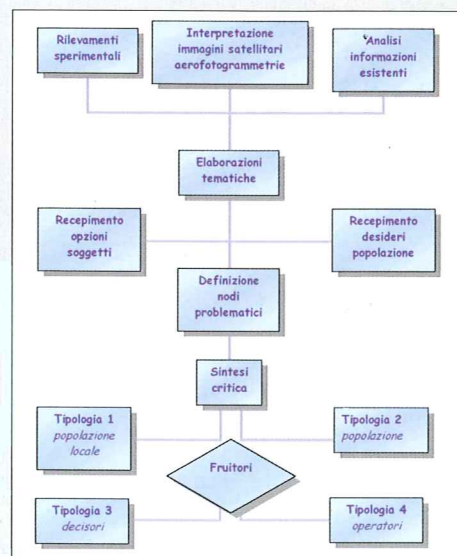 Rilevamenti
sperimentali
Interpretazione
immagini satellitari
aerofotogrammetrie
Analisi
informazioni
esistenti
Elaborazioni
tematiche
Recepimento
opzioni
soggetti
Recepimento
desideri
popolazione
Definizione
nodi
problematici
Sintesi
critica
Tipologia 1
popolazione
locale
Tipologia 2
popolazione
Fruitori
Tipologia 3
decisori
Tipologia 4
operatori